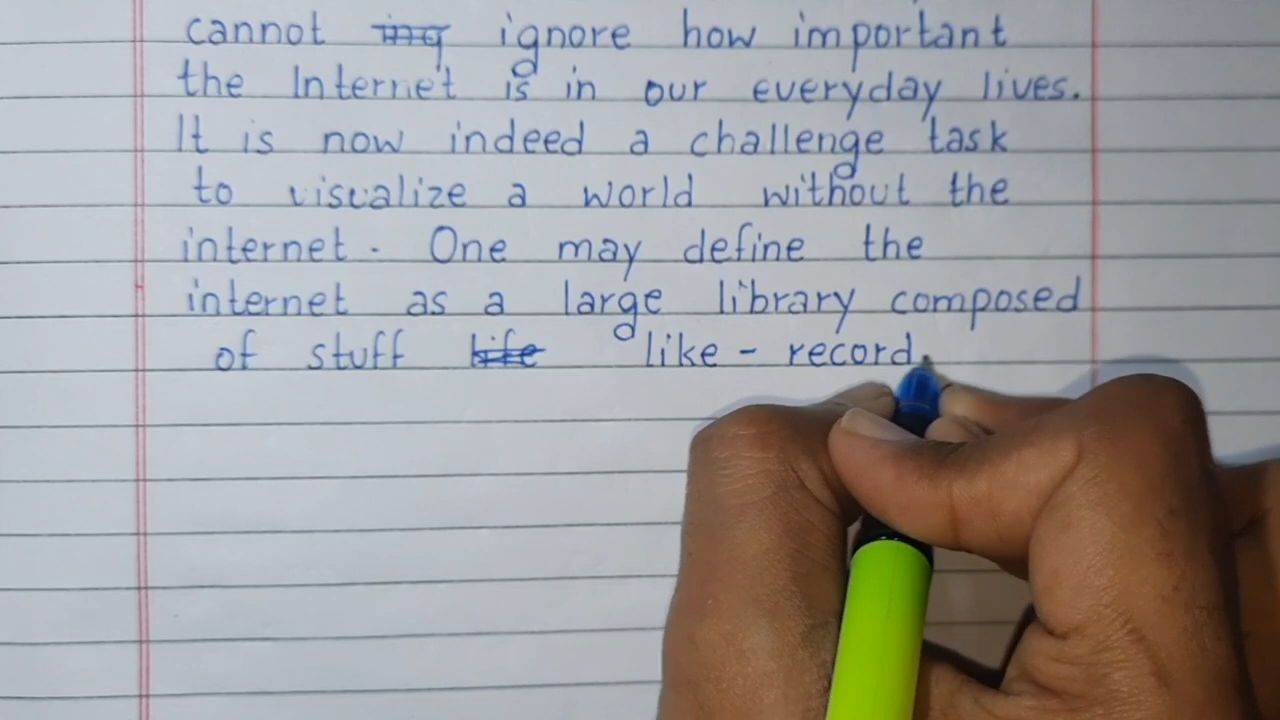 cannot ignore how important
the Internet is in our everyday lives.
It is now indeed a challenge task
to visualize a world without the
internet. One may define the
internet as a large library composed
of stuff life like - record